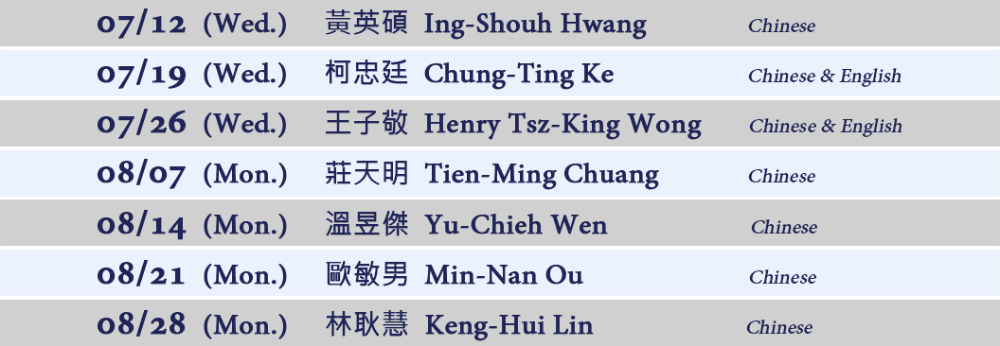 07/12 (Wed.) 黃英碩 Ing-Shouh Hwang Chinese
07/19 (Wed.) 柯忠廷 Chung-Ting Ke Chinese & English
07/26 (Wed.) 王子敬 Henry Tsz-King Wong Chinese & English
08/07 (Mon.) 莊天明 Tien-Ming Chuang Chinese
08/14 (Mon.) 溫昱傑 Yu-Chieh Wen Chinese
08/21 (Mon.) 歐敏男 Min-Nan Ou Chinese
08/28 (Mon.) 林耿慧 Keng-Hui Lin Chinese